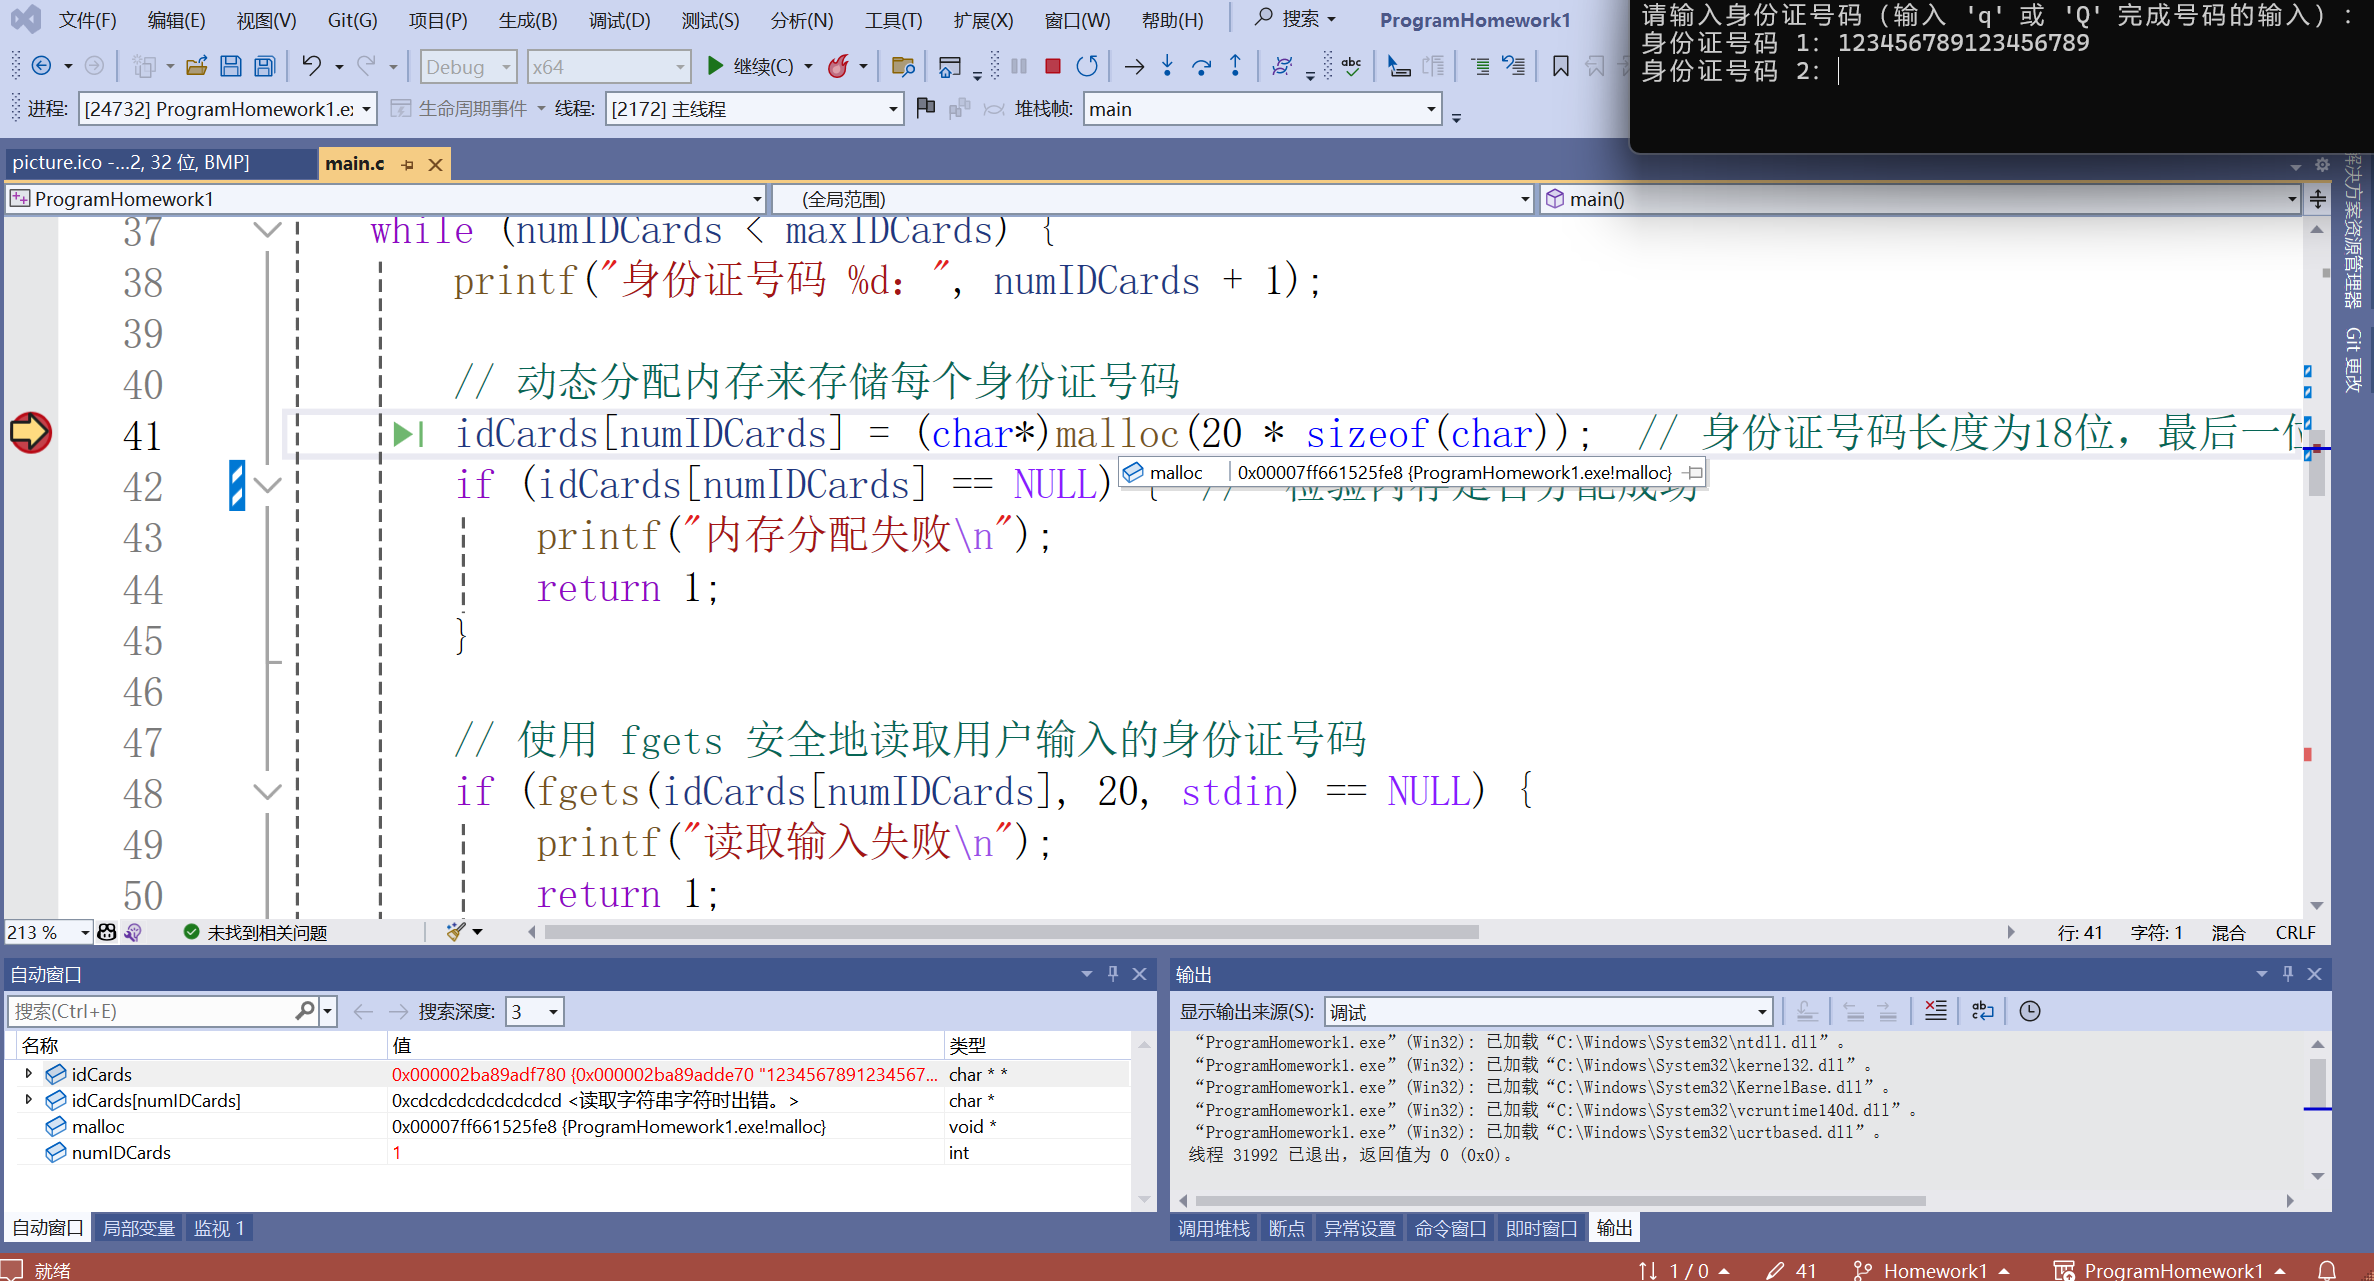 文件(F) 编辑(E) 视图(V) Git(G) 项目(P) 生成(B) 调试(D) 测试(S) 分析(N) 工具(T) 扩展(X) 窗口(W) 帮助(H) 搜索 ProgramHomework1
请输入身份证号码 (输入 'q' 或 'Q' 完成号码的输入) :
身份证号码 1: 123456789123456789
身份证号码 2:
Debug x64 继续(C)
进程: [24732] ProgramHomework1.e 生命周期事件 线程: [2172] 主线程 堆栈帧: main
picture.ico -...2, 32 位, BMP] main.c
ProgramHomework1 (全局范围) main()
解决方案资源管理器
Git 更改
37 while (numIDCards < maxIDCards) {
38 printf("身份证号码 %d: ", numIDCards + 1);
39
40 // 动态分配内存来存储每个身份证号码
41 idCards[numIDCards] = (char*)malloc(20 * sizeof(char)); // 身份证号码长度为18位，最后一位
malloc 0x00007ff661525fe8 {ProgramHomework1.exe!malloc}
42 if (idCards[numIDCards] == NULL) { // 检验内存是否分配成功
43 printf("内存分配失败\n");
44 return 1;
45 }
46
47 // 使用 fgets 安全地读取用户输入的身份证号码
48 if (fgets(idCards[numIDCards], 20, stdin) == NULL) {
49 printf("读取输入失败\n");
50 return 1;
213 % 未找到相关问题 行: 41 字符: 1 混合 CRLF
自动窗口
搜索(Ctrl+E) 搜索深度: 3
名称 值 类型
idCards 0x000002ba89adf780 {0x000002ba89adde70 "1234567891234567... char * *
idCards[numIDCards] 0xcdcdcdcdcdcdcdcd <读取字符串字符时出错。> char *
malloc 0x00007ff661525fe8 {ProgramHomework1.exe!malloc} void *
numIDCards 1 int
自动窗口 局部变量 监视 1
输出
显示输出来源(S): 调试
“ProgramHomework1.exe” (Win32): 已加载 “C:\Windows\System32\ntdll.dll”。
“ProgramHomework1.exe” (Win32): 已加载 “C:\Windows\System32\kernel32.dll”。
“ProgramHomework1.exe” (Win32): 已加载 “C:\Windows\System32\KernelBase.dll”。
“ProgramHomework1.exe” (Win32): 已加载 “C:\Windows\System32\vcruntime140d.dll”。
“ProgramHomework1.exe” (Win32): 已加载 “C:\Windows\System32\ucrtbased.dll”。
线程 31992 已退出，返回值为 0 (0x0)。
调用堆栈 断点 异常设置 命令窗口 即时窗口 输出
就绪 1 / 0 41 Homework1 ProgramHomework1